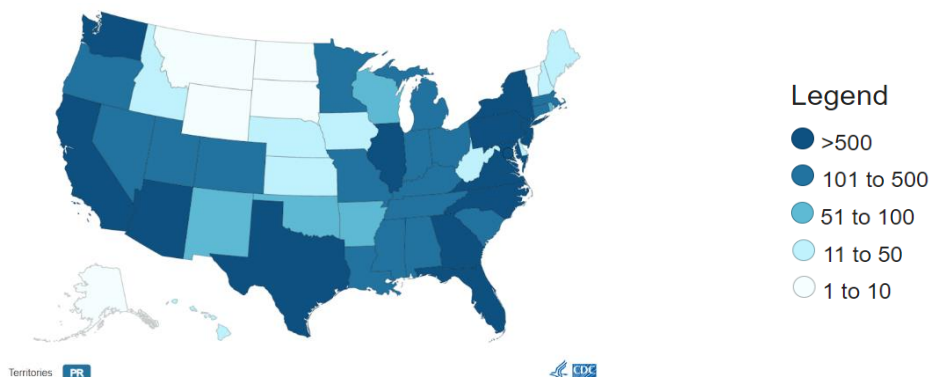 Legend
>500
101 to 500
51 to 100
11 to 50
1 to 10
Territories PR
CDC